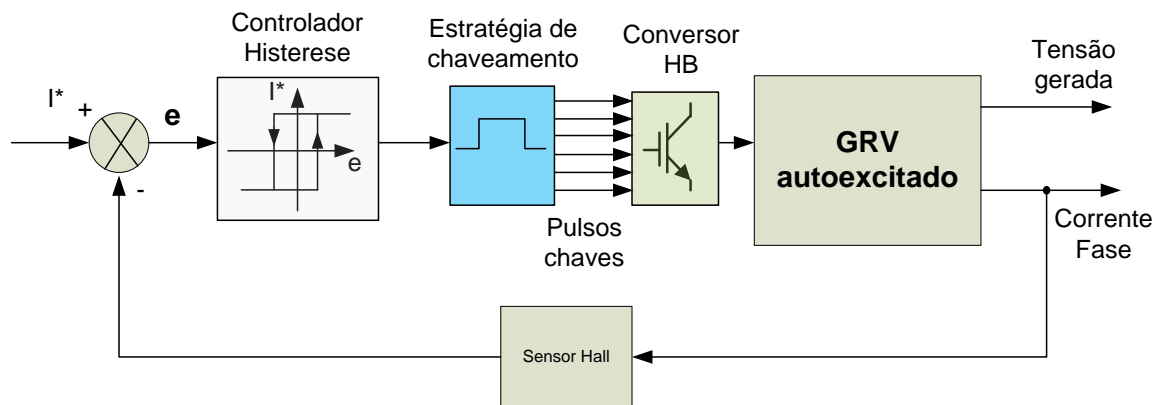 Controlador
Histerese
Estratégia de
chaveamento
Conversor
HB
Tensão
gerada
I*
+
e
-
I*
e
GRV
autoexcitado
Pulsos
chaves
Corrente
Fase
Sensor Hall